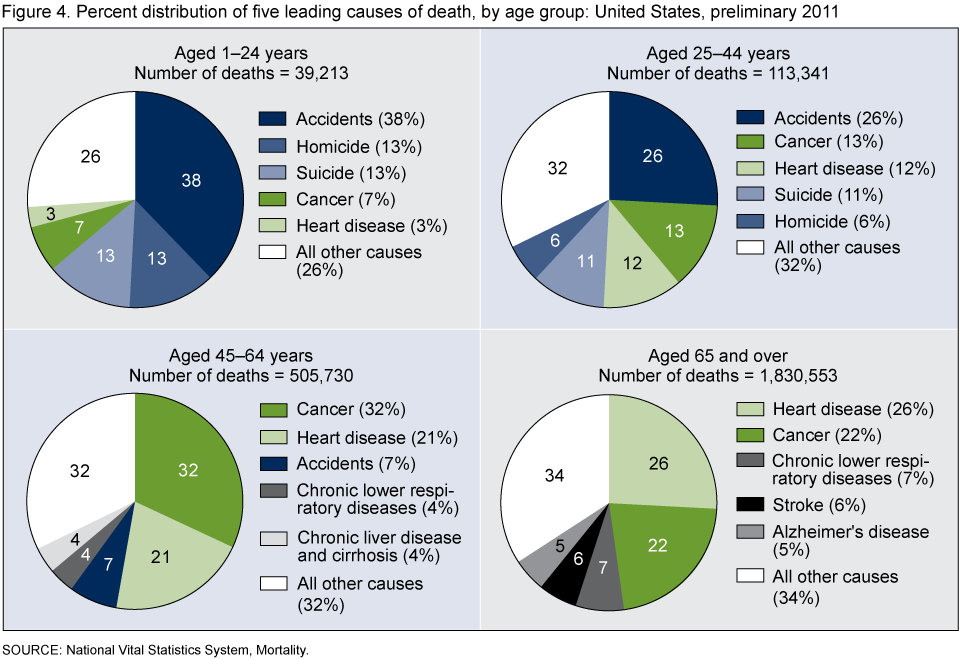 Figure 4. Percent distribution of five leading causes of death, by age group: United States, preliminary 2011
Aged 1–24 years
Number of deaths = 39,213
Accidents (38%)
Homicide (13%)
Suicide (13%)
Cancer (7%)
Heart disease (3%)
All other causes
(26%)
26
38
3
7
13
13
Aged 25–44 years
Number of deaths = 113,341
Accidents (26%)
Cancer (13%)
Heart disease (12%)
Suicide (11%)
Homicide (6%)
All other causes
(32%)
32
26
6
13
11
12
Aged 45–64 years
Number of deaths = 505,730
Cancer (32%)
Heart disease (21%)
Accidents (7%)
Chronic lower respi-
ratory diseases (4%)
Chronic liver disease
and cirrhosis (4%)
All other causes
(32%)
32
32
4
4
7
21
Aged 65 and over
Number of deaths = 1,830,553
Heart disease (26%)
Cancer (22%)
Chronic lower respi-
ratory diseases (7%)
Stroke (6%)
Alzheimer's disease
(5%)
All other causes
(34%)
34
26
5
6
7
22
SOURCE: National Vital Statistics System, Mortality.